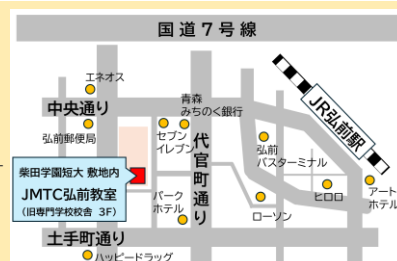 国道7号線
エネオス
中央通り
青森
みちのく銀行
弘前郵便局
セブン
イレブン
代官町通り
弘前
バスターミナル
JR弘前駅
柴田学園短大 敷地内
JMTC弘前教室
(旧専門学校校舎 3F)
パーク
ホテル
ローソン
ヒロロ
アート
ホテル
土手町通り
ハッピードラッグ